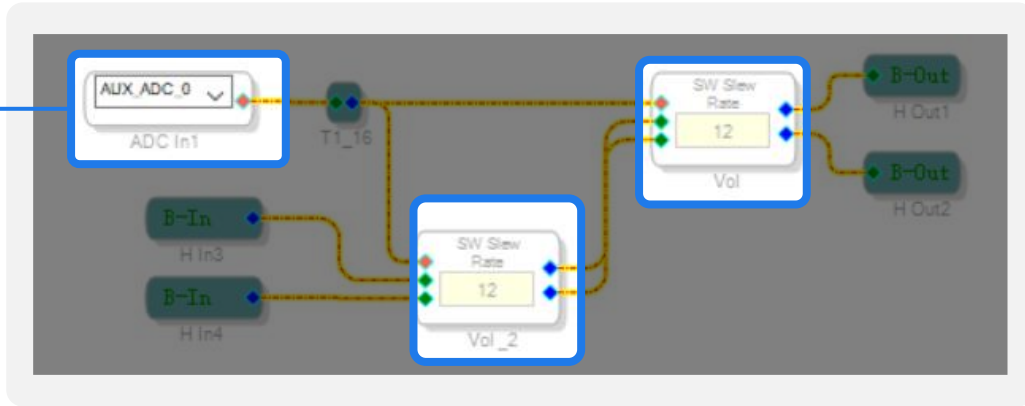 AUX_ADC_0
ADC In1
T1_16
SW Slew
Rate
12
Vol
B-Out
H Out1
B-Out
H Out2
B-In
H In3
B-In
H In4
SW Slew
Rate
12
Vol_2